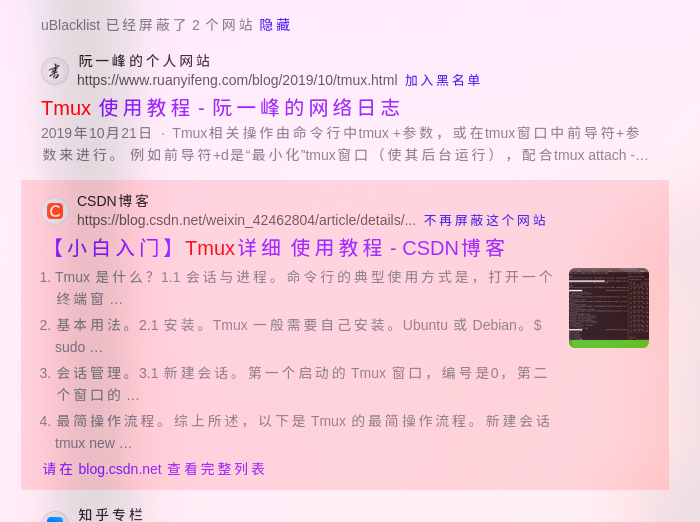 uBlacklist 已经屏蔽了 2 个网站 隐藏
阮一峰的个人网站
https://www.ruanyifeng.com/blog/2019/10/tmux.html 加入黑名单
Tmux 使用教程 - 阮一峰的网络日志
2019年10月21日 · Tmux相关操作由命令行中tmux +参数，或在tmux窗口中前导符+参
数来进行。 例如前导符+d是“最小化”tmux窗口（使其后台运行），配合tmux attach -...
CSDN博客
https://blog.csdn.net/weixin_42462804/article/details/... 不再屏蔽这个网站
【小白入门】Tmux详细 使用教程 - CSDN博客
1. Tmux 是什么？1.1 会话与进程。命令行的典型使用方式是，打开一个
终端窗 ...
2. 基本用法。2.1 安装。Tmux 一般需要自己安装。Ubuntu 或 Debian。$
sudo ...
3. 会话管理。3.1 新建会话。第一个启动的 Tmux 窗口，编号是0，第二
个窗口的 ...
4. 最简操作流程。综上所述，以下是 Tmux 的最简操作流程。新建会话
tmux new ...
请在 blog.csdn.net 查看完整列表
知乎专栏